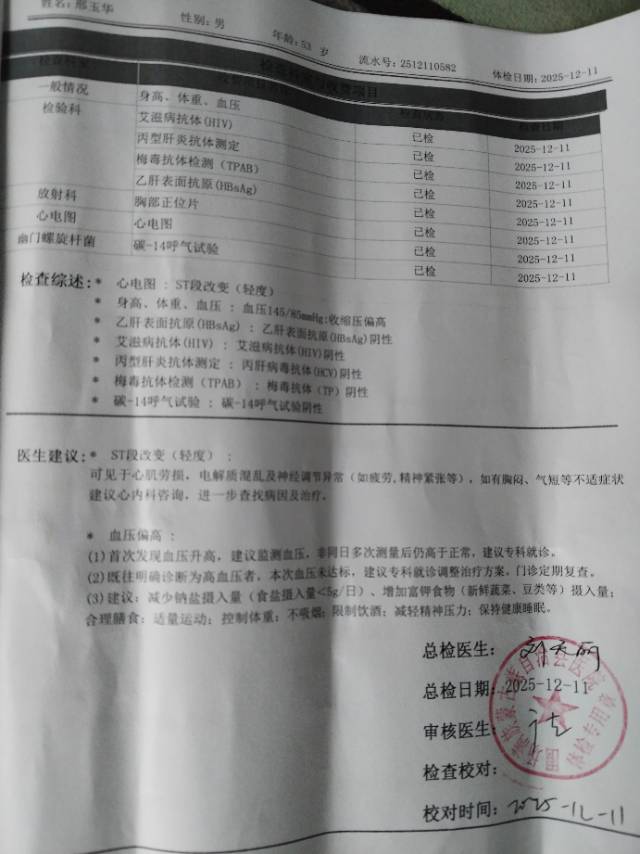 姓名：邢玉华 性别：男 年龄：53 岁 流水号：2512110582 体检日期：2025-12-11
一般情况 身高、体重、血压 已检 2025-12-11
检验科 艾滋病抗体(HIV) 已检 2025-12-11
丙型肝炎抗体测定 已检 2025-12-11
梅毒抗体检测（TPAB） 已检 2025-12-11
乙肝表面抗原(HBsAg) 已检 2025-12-11
放射科 胸部正位片 已检 2025-12-11
心电图 心电图 已检 2025-12-11
幽门螺旋杆菌 碳-14呼气试验 已检 2025-12-11
检查综述：* 心电图 : ST段改变（轻度）
* 身高、体重、血压 : 血压145/85mmHg;收缩压偏高
* 乙肝表面抗原(HBsAg) : 乙肝表面抗原(HBsAg)阴性
* 艾滋病抗体(HIV) : 艾滋病抗体(HIV)阴性
* 丙型肝炎抗体测定 : 丙肝病毒抗体(HCV)阴性
* 梅毒抗体检测（TPAB） : 梅毒抗体（TP）阴性
* 碳-14呼气试验 : 碳-14呼气试验阴性
医生建议：* ST段改变（轻度） :
可见于心肌劳损，电解质混乱及神经调节异常（如疲劳,精神紧张等），如有胸闷、气短等不适症状
建议心内科咨询，进一步查找病因及治疗。
* 血压偏高 :
(1)首次发现血压升高，建议监测血压，非同日多次测量后仍高于正常，建议专科就诊。
(2)既往明确诊断为高血压者，本次血压未达标，建议专科就诊调整治疗方案，门诊定期复查。
(3)建议：减少钠盐摄入量（食盐摄入量<5g/日）、增加富钾食物（新鲜蔬菜、豆类等）摄入量；
合理膳食；适量运动；控制体重；不吸烟；限制饮酒；减轻精神压力；保持健康睡眠。
总检医生：
总检日期：2025-12-11
审核医生：
检查校对：
校对时间：2025-12-11
体检专用章